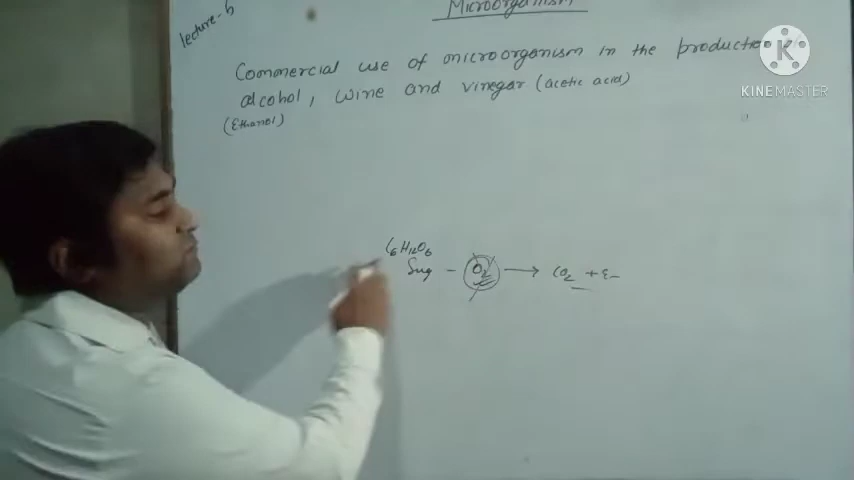 Microorganism
lecture-6
Commercial use of microorganism in the production of
alcohol, wine and vinegar (acetic acid)
(Ethanol)
C6H12O6
Sug - O2 → CO2 + E-
KINEMASTER